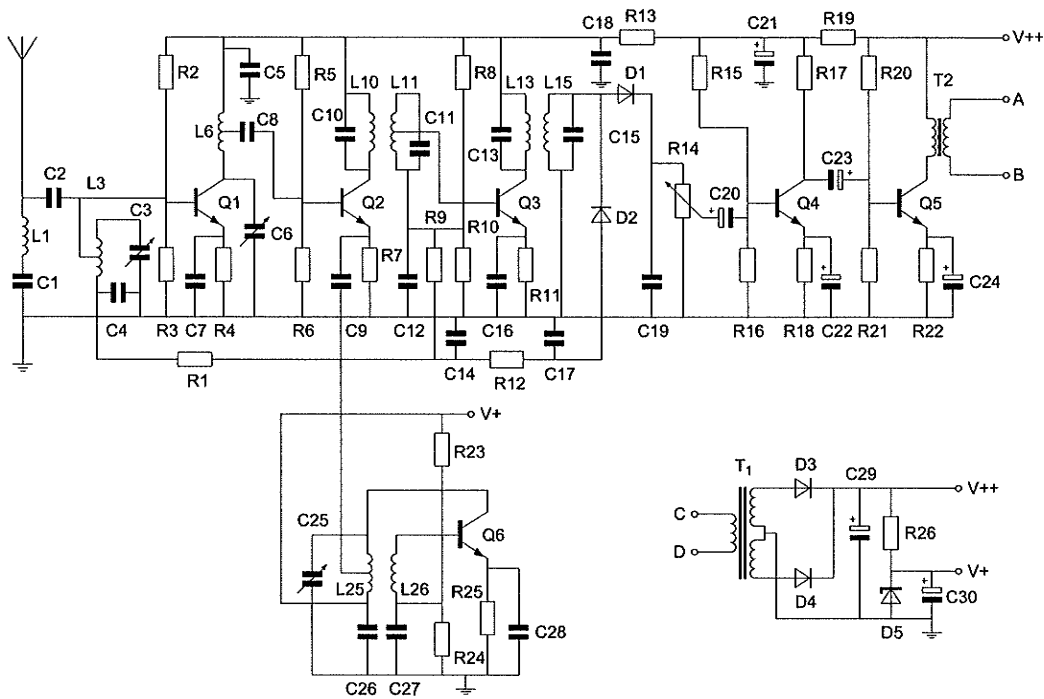 C18 R13 C21 R19
V++
R2 C5 R5 L10 L11 R8 L13 L15 D1 R15 R17 R20 T2
L6 C8 C10 C11 C13 C15 A
R14 C23 B
C2 L3 C3 Q1 C6 Q2 Q3 D2 C20 Q4 Q5
L1 R7 R9 R10
C1 C4 R11 C24
R3 C7 R4 R6 C9 C12 C16 C19 R16 R18 C22 R21 R22
R1 C14 R12 C17
V+
R23
C25 Q6
L25 L26 R25
R24 C28
C26 C27
T1 D3 C29 V++
C R26
D V+
D4 D5 C30
+ + + + + + +